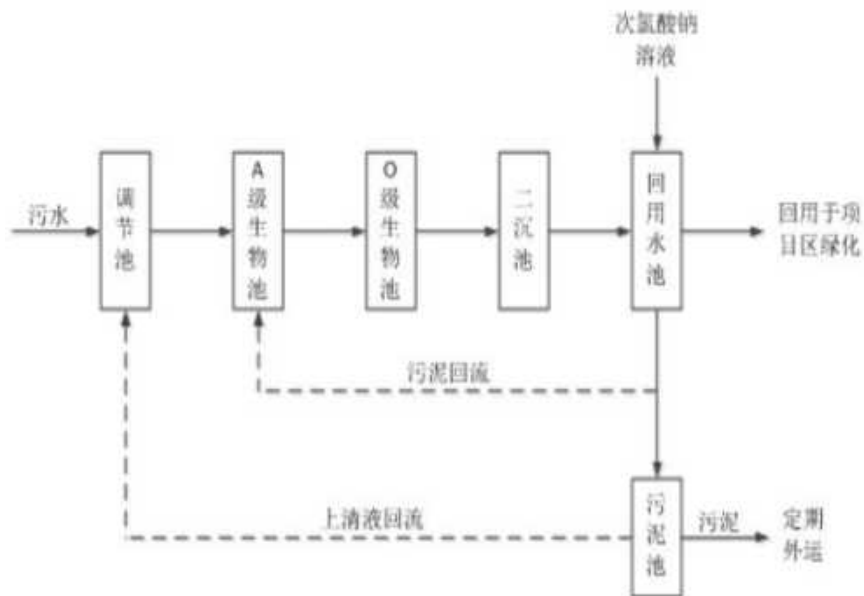 次氯酸钠
溶液
污水
调节池
A级生物池
O级生物池
二沉池
回用水池
回用于项
目区绿化
污泥回流
上清液回流
污泥池
污泥
定期
外运